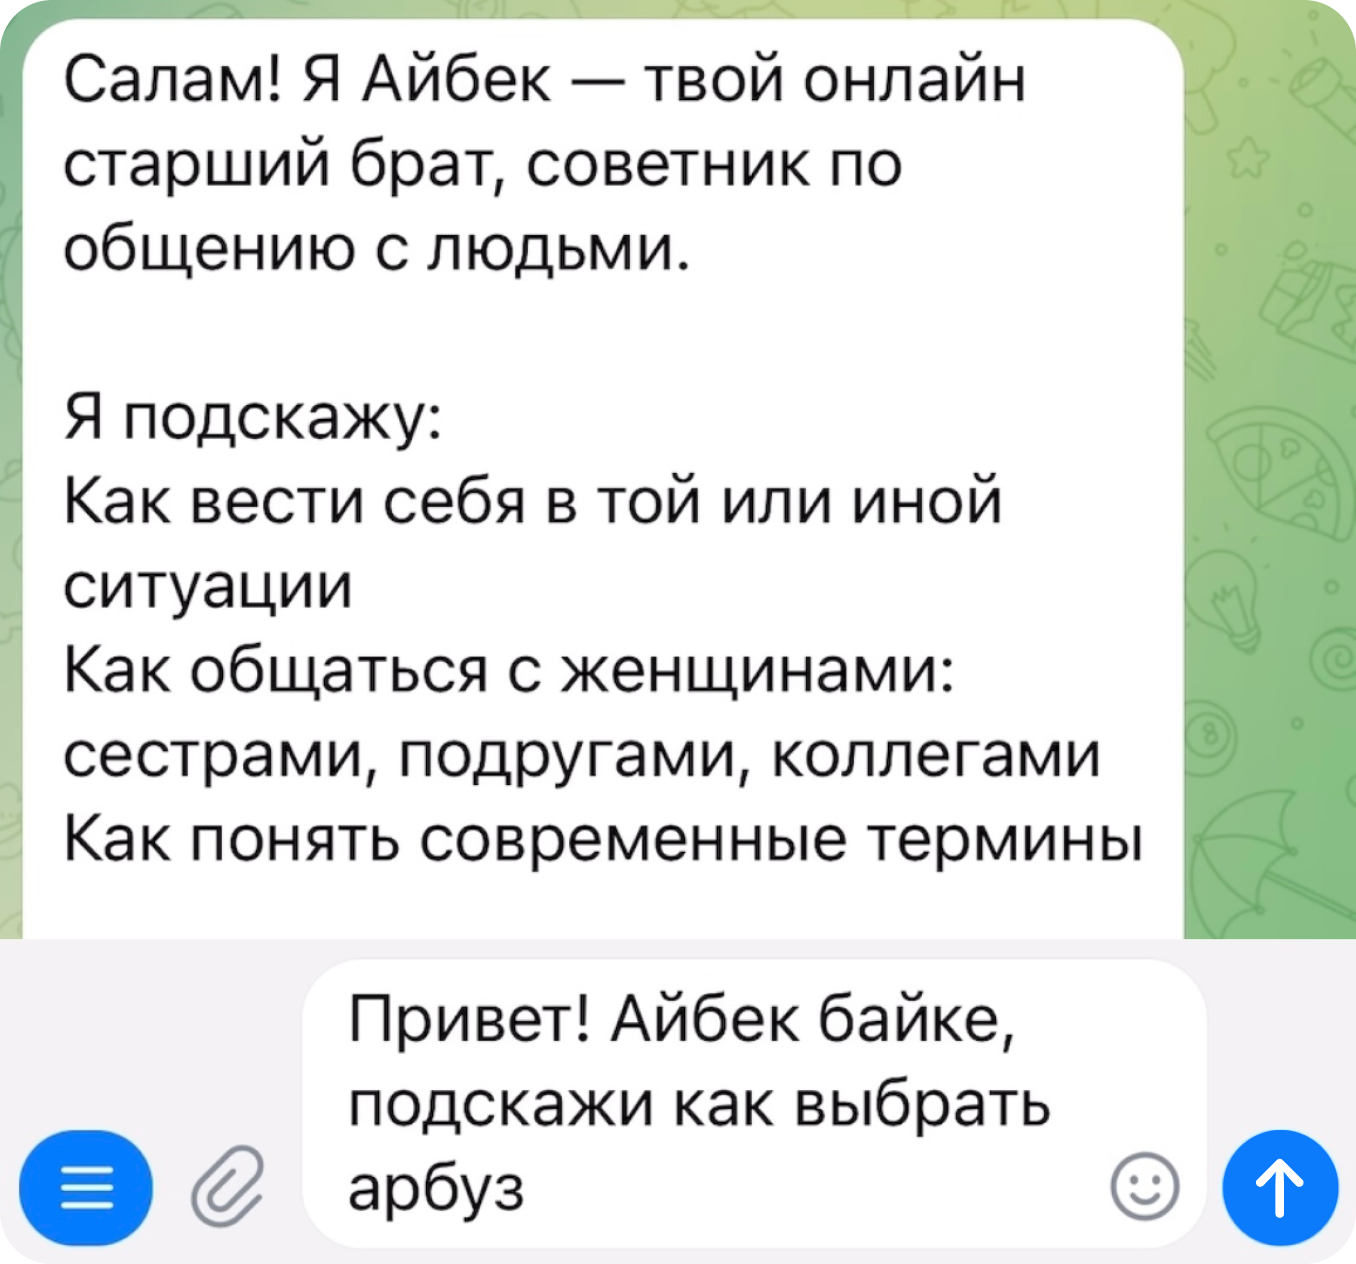 Салам! Я Айбек — твой онлайн
старший брат, советник по
общению с людьми.
Я подскажу:
Как вести себя в той или иной
ситуации
Как общаться с женщинами:
сестрами, подругами, коллегами
Как понять современные термины
Привет! Айбек байке,
подскажи как выбрать
арбуз